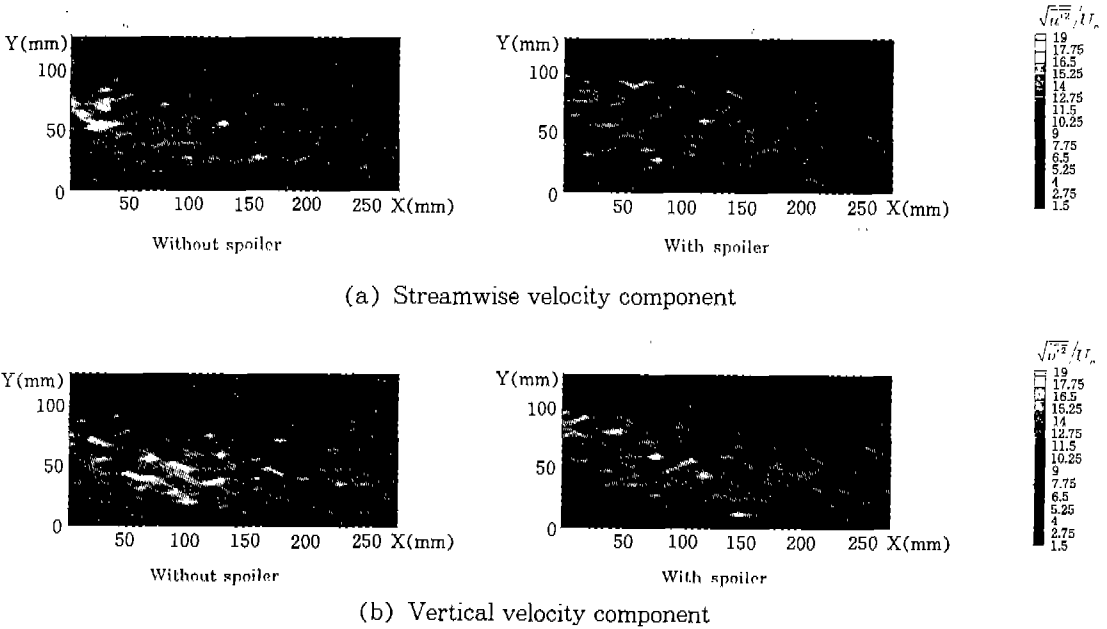 √u'²/Uₒ
Y(mm)
100
50
0
50 100 150 200 250 X(mm)
Without spoiler
Y(mm)
100
50
0
50 100 150 200 250 X(mm)
With spoiler
19
17.75
16.5
15.25
14
12.75
11.5
10.25
9
7.75
6.5
5.25
4
2.75
1.5
(a) Streamwise velocity component
Y(mm)
100
50
0
50 100 150 200 250 X(mm)
Without spoiler
Y(mm)
100
50
0
50 100 150 200 250 X(mm)
With spoiler
19
17.75
16.5
15.25
14
12.75
11.5
10.25
9
7.75
6.5
5.25
4
2.75
1.5
(b) Vertical velocity component